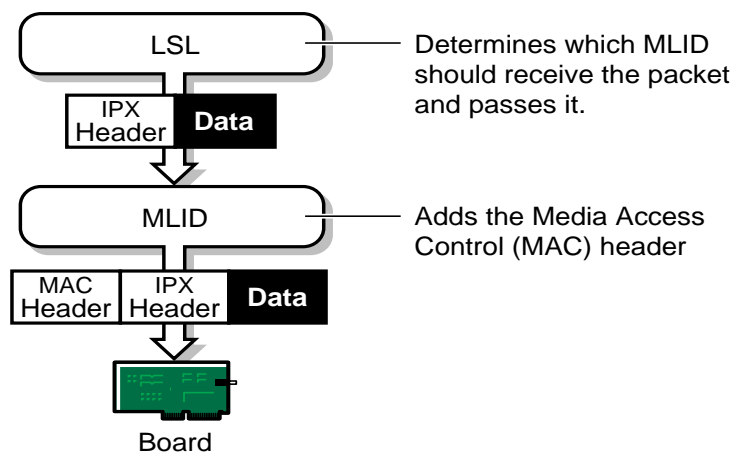 LSL
Determines which MLID
should receive the packet
and passes it.
IPX
Header
Data
MLID
Adds the Media Access
Control (MAC) header
MAC
Header
IPX
Header
Data
Board